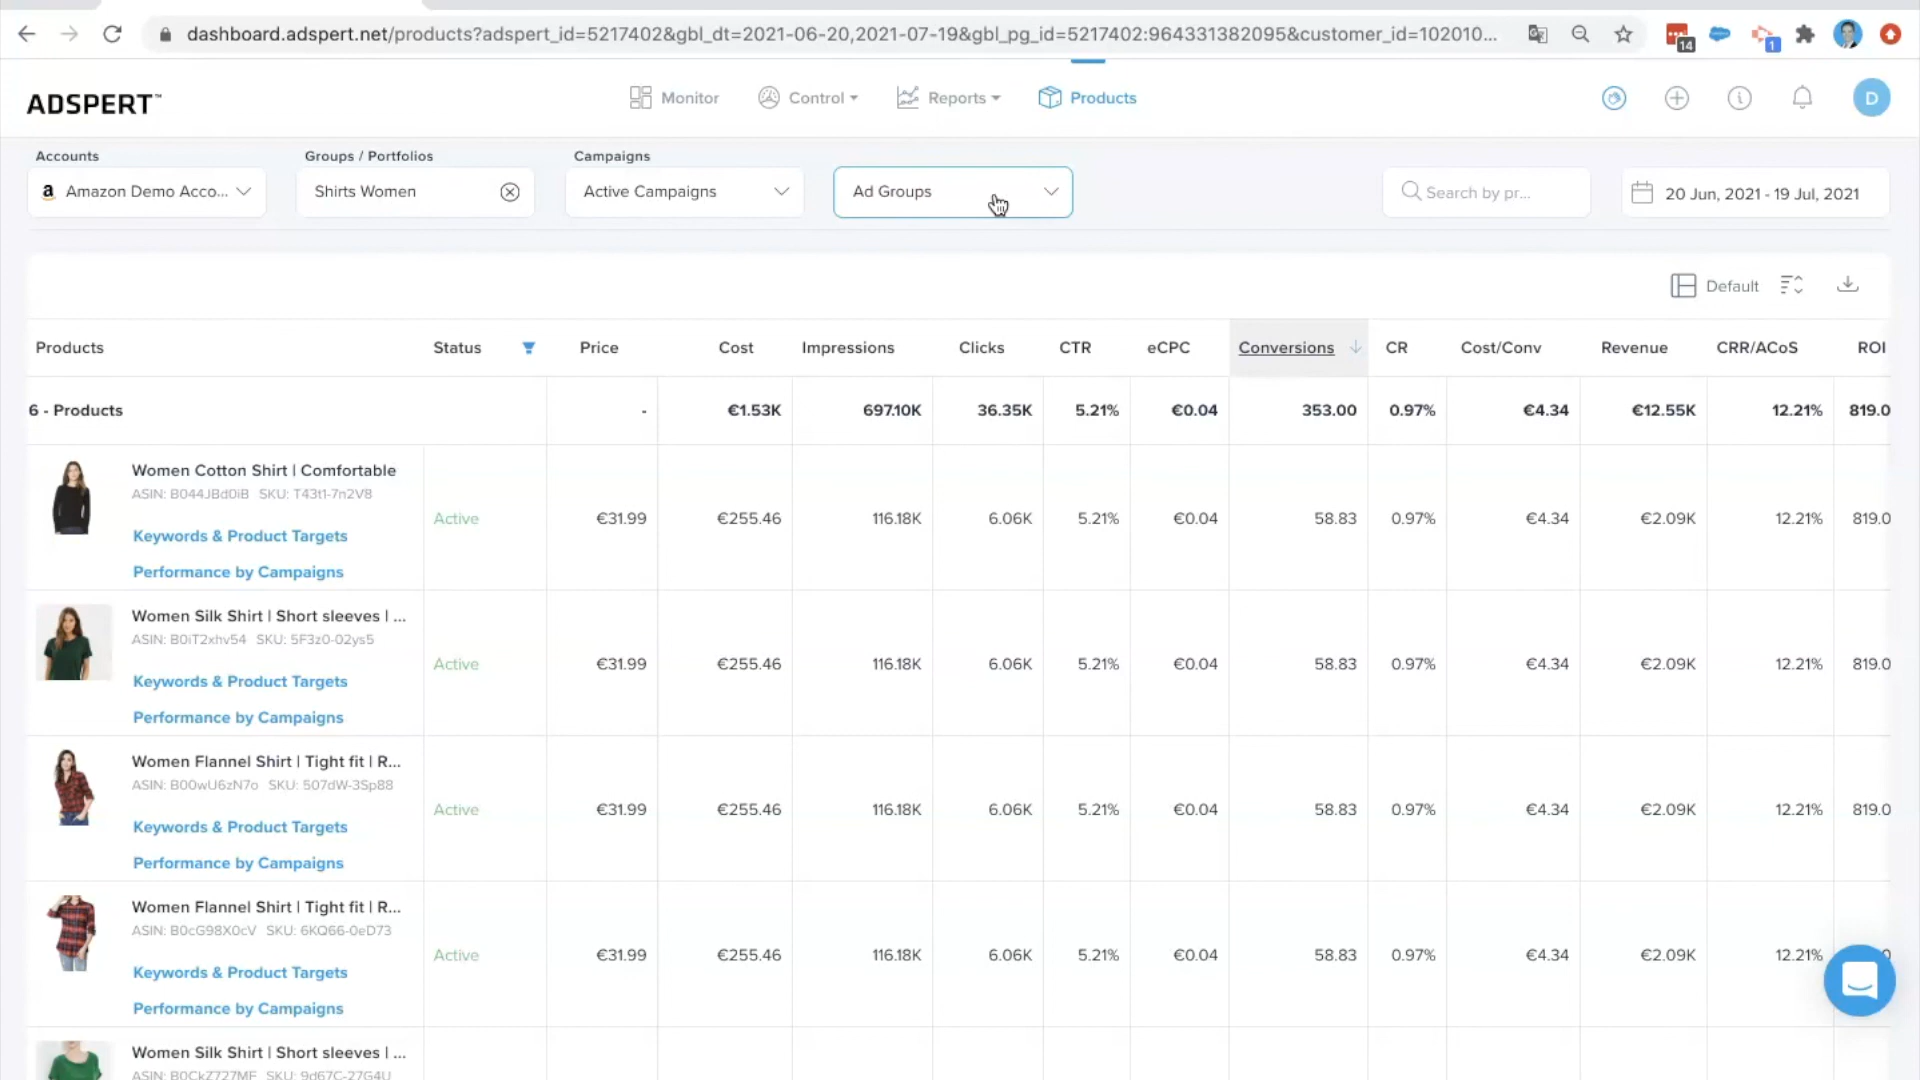 dashboard.adspert.net/products?adspert_id=5217402&gbl_dt=2021-06-20,2021-07-19&gbl_pg_id=5217402:964331382095&customer_id=102010...
14
1
ADSPERT™
Monitor
Control
Reports
Products
D
Accounts
Groups / Portfolios
Campaigns
a Amazon Demo Acco...
Shirts Women
Active Campaigns
Ad Groups
Search by pr...
20 Jun, 2021 - 19 Jul, 2021
Default
Products Status Price Cost Impressions Clicks CTR eCPC Conversions CR Cost/Conv Revenue CRR/ACoS ROI
6 - Products - €1.53K 697.10K 36.35K 5.21% €0.04 353.00 0.97% €4.34 €12.55K 12.21% 819.0
Women Cotton Shirt | Comfortable
ASIN: B044JBd0iB SKU: T43t1-7n2V8
Active €31.99 €255.46 116.18K 6.06K 5.21% €0.04 58.83 0.97% €4.34 €2.09K 12.21% 819.0
Keywords & Product Targets
Performance by Campaigns
Women Silk Shirt | Short sleeves | ...
ASIN: B0iT2xhv54 SKU: 5F3z0-02ys5
Active €31.99 €255.46 116.18K 6.06K 5.21% €0.04 58.83 0.97% €4.34 €2.09K 12.21% 819.0
Keywords & Product Targets
Performance by Campaigns
Women Flannel Shirt | Tight fit | R...
ASIN: B00wU6zN7o SKU: 507dW-3Sp88
Active €31.99 €255.46 116.18K 6.06K 5.21% €0.04 58.83 0.97% €4.34 €2.09K 12.21% 819.0
Keywords & Product Targets
Performance by Campaigns
Women Flannel Shirt | Tight fit | R...
ASIN: B0cG98X0cV SKU: 6KQ66-0eD73
Active €31.99 €255.46 116.18K 6.06K 5.21% €0.04 58.83 0.97% €4.34 €2.09K 12.21%
Keywords & Product Targets
Performance by Campaigns
Women Silk Shirt | Short sleeves | ...
ASIN: B0CkZ727MF SKU: 9d67C-27G4U